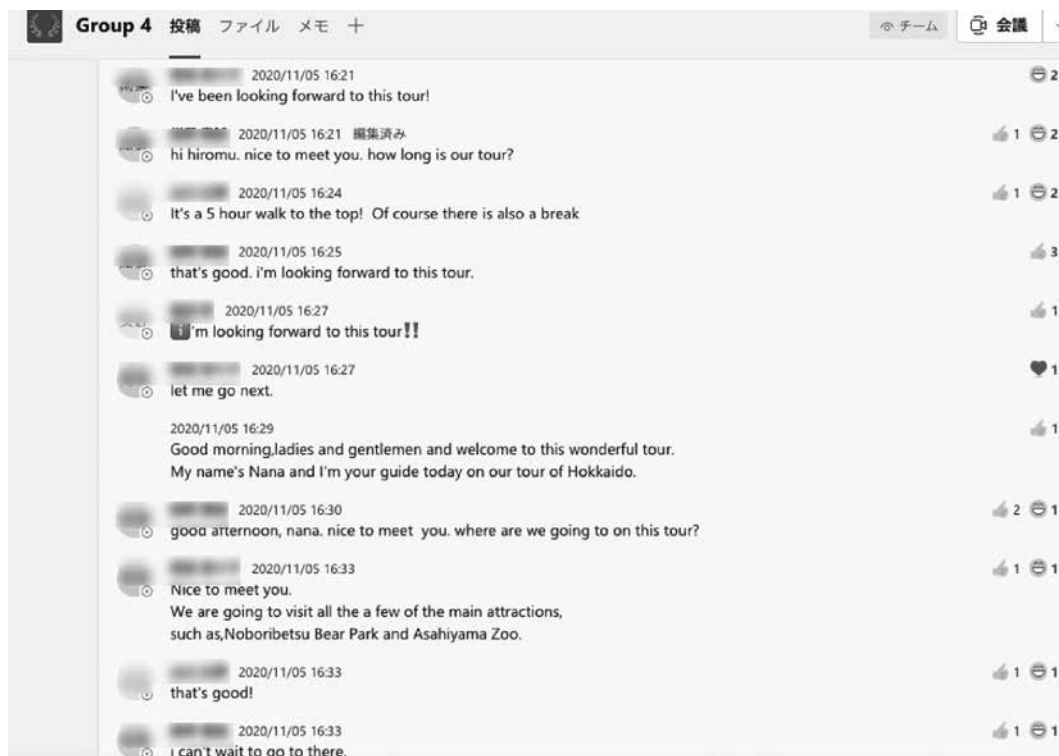 Group 4 投稿 ファイル メモ + チーム 会議
2020/11/05 16:21 2
I've been looking forward to this tour!
2020/11/05 16:21 編集済み 1 2
hi hiromu. nice to meet you. how long is our tour?
2020/11/05 16:24 1 2
It's a 5 hour walk to the top! Of course there is also a break
2020/11/05 16:25 3
that's good. i'm looking forward to this tour.
2020/11/05 16:27 1
i'm looking forward to this tour!!
2020/11/05 16:27 1
let me go next.
2020/11/05 16:29 1
Good morning,ladies and gentlemen and welcome to this wonderful tour.
My name's Nana and I'm your guide today on our tour of Hokkaido.
2020/11/05 16:30 2 1
good afternoon, nana. nice to meet you. where are we going to on this tour?
2020/11/05 16:33 1 1
Nice to meet you.
We are going to visit all the a few of the main attractions,
such as,Noboribetsu Bear Park and Asahiyama Zoo.
2020/11/05 16:33 1 1
that's good!
2020/11/05 16:33 1 1
i can't wait to go to there.